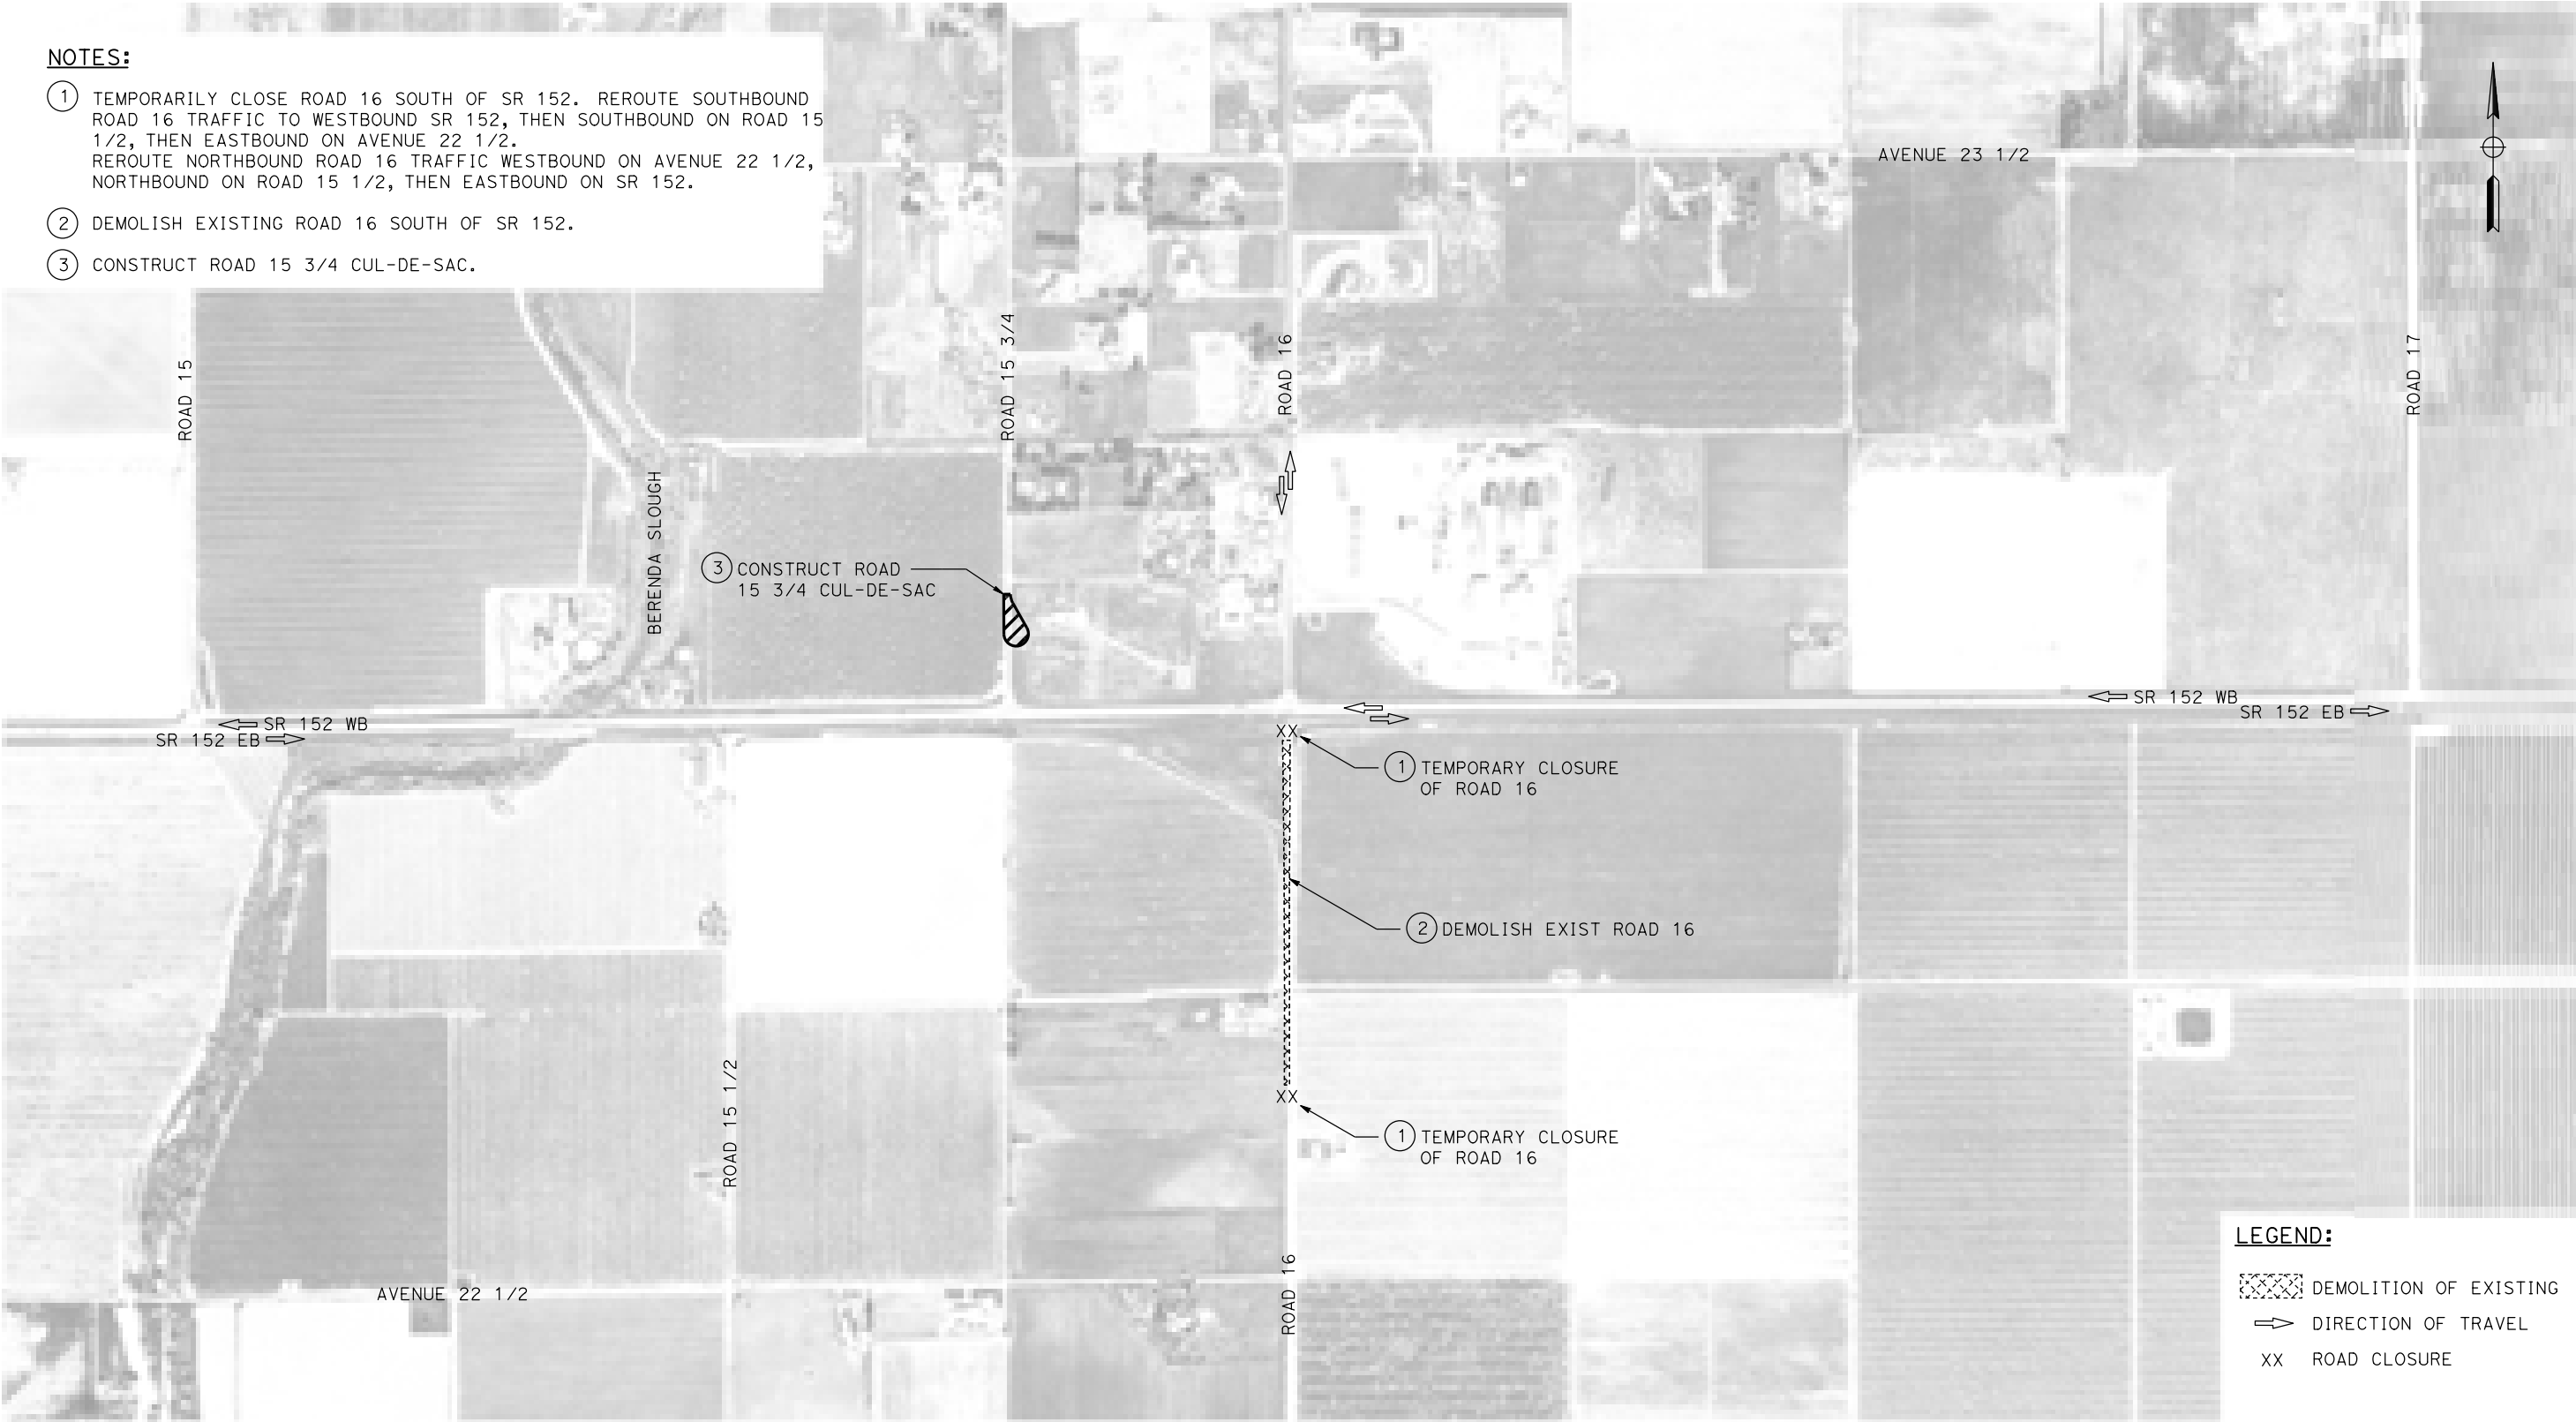 NOTES:
1 TEMPORARILY CLOSE ROAD 16 SOUTH OF SR 152. REROUTE SOUTHBOUND
ROAD 16 TRAFFIC TO WESTBOUND SR 152, THEN SOUTHBOUND ON ROAD 15
1/2, THEN EASTBOUND ON AVENUE 22 1/2.
REROUTE NORTHBOUND ROAD 16 TRAFFIC WESTBOUND ON AVENUE 22 1/2,
NORTHBOUND ON ROAD 15 1/2, THEN EASTBOUND ON SR 152.
2 DEMOLISH EXISTING ROAD 16 SOUTH OF SR 152.
3 CONSTRUCT ROAD 15 3/4 CUL-DE-SAC.
AVENUE 23 1/2
ROAD 15
ROAD 15 3/4
ROAD 16
ROAD 17
BERENDA SLOUGH
3 CONSTRUCT ROAD
15 3/4 CUL-DE-SAC
SR 152 WB
SR 152 EB
SR 152 WB
SR 152 EB
XX
1 TEMPORARY CLOSURE
OF ROAD 16
2 DEMOLISH EXIST ROAD 16
XX
1 TEMPORARY CLOSURE
OF ROAD 16
ROAD 15 1/2
ROAD 16
AVENUE 22 1/2
LEGEND:
DEMOLITION OF EXISTING
DIRECTION OF TRAVEL
XX ROAD CLOSURE